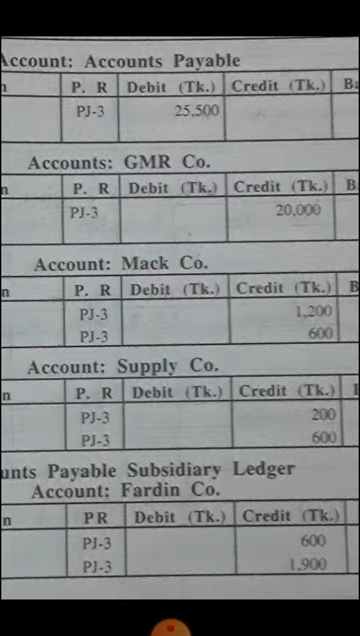 Account: Accounts Payable
n P. R Debit (Tk.) Credit (Tk.) Ba
PJ-3 25,500
Accounts: GMR Co.
n P. R Debit (Tk.) Credit (Tk.) B
PJ-3 20,000
Account: Mack Co.
n P. R Debit (Tk.) Credit (Tk.) B
PJ-3 1,200
PJ-3 600
Account: Supply Co.
n P. R Debit (Tk.) Credit (Tk.)
PJ-3 200
PJ-3 600
unts Payable Subsidiary Ledger
Account: Fardin Co.
n PR Debit (Tk.) Credit (Tk.)
PJ-3 600
PJ-3 1,900